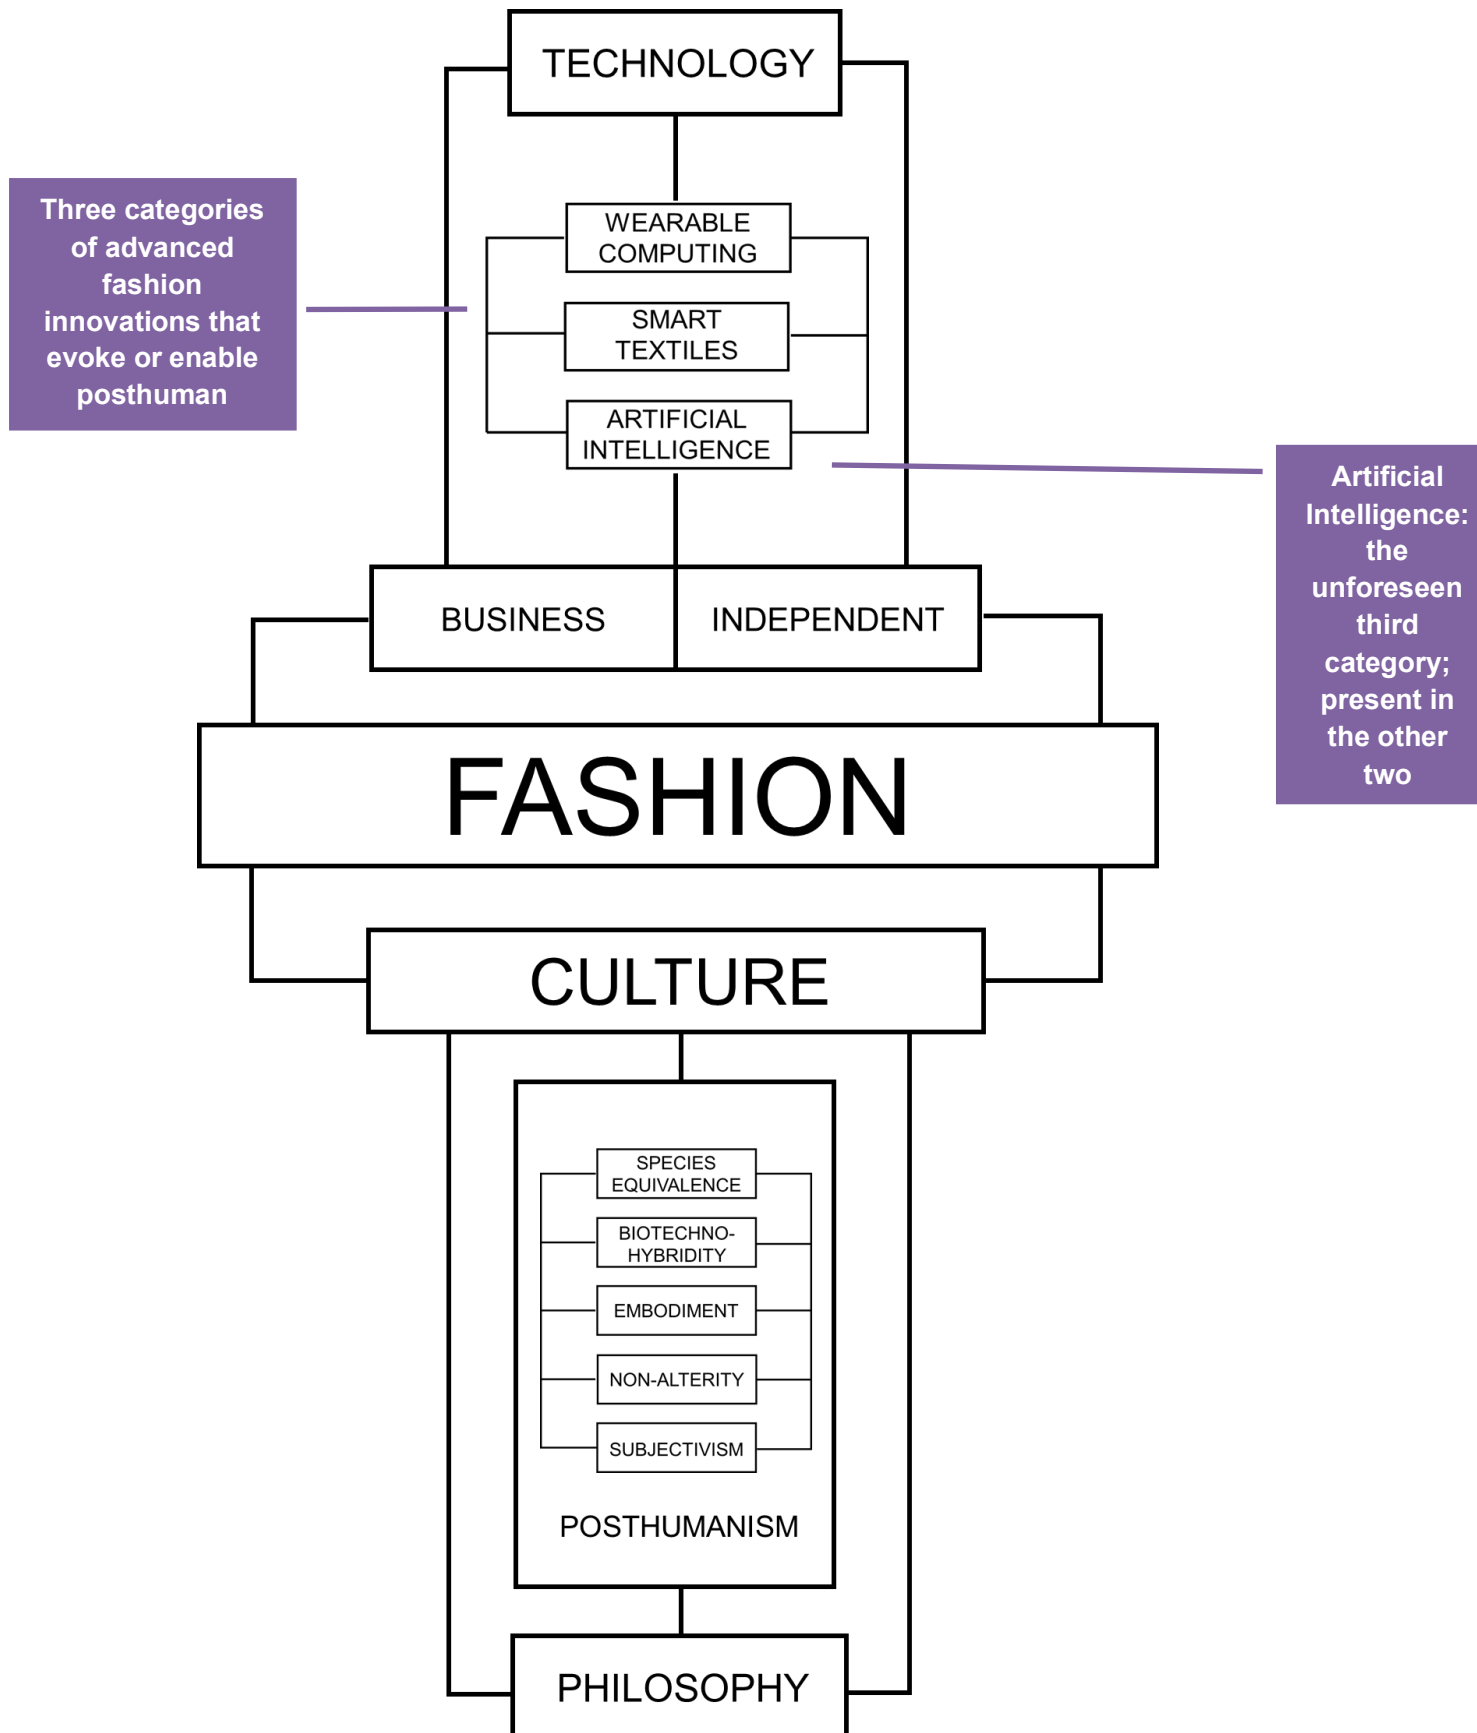 TECHNOLOGY
Three categories
of advanced
fashion
innovations that
evoke or enable
posthuman
WEARABLE
COMPUTING
SMART
TEXTILES
ARTIFICIAL
INTELLIGENCE
Artificial
Intelligence:
the
unforeseen
third
category;
present in
the other
two
BUSINESS
INDEPENDENT
FASHION
CULTURE
SPECIES
EQUIVALENCE
BIOTECHNO-
HYBRIDITY
EMBODIMENT
NON-ALTERITY
SUBJECTIVISM
POSTHUMANISM
PHILOSOPHY